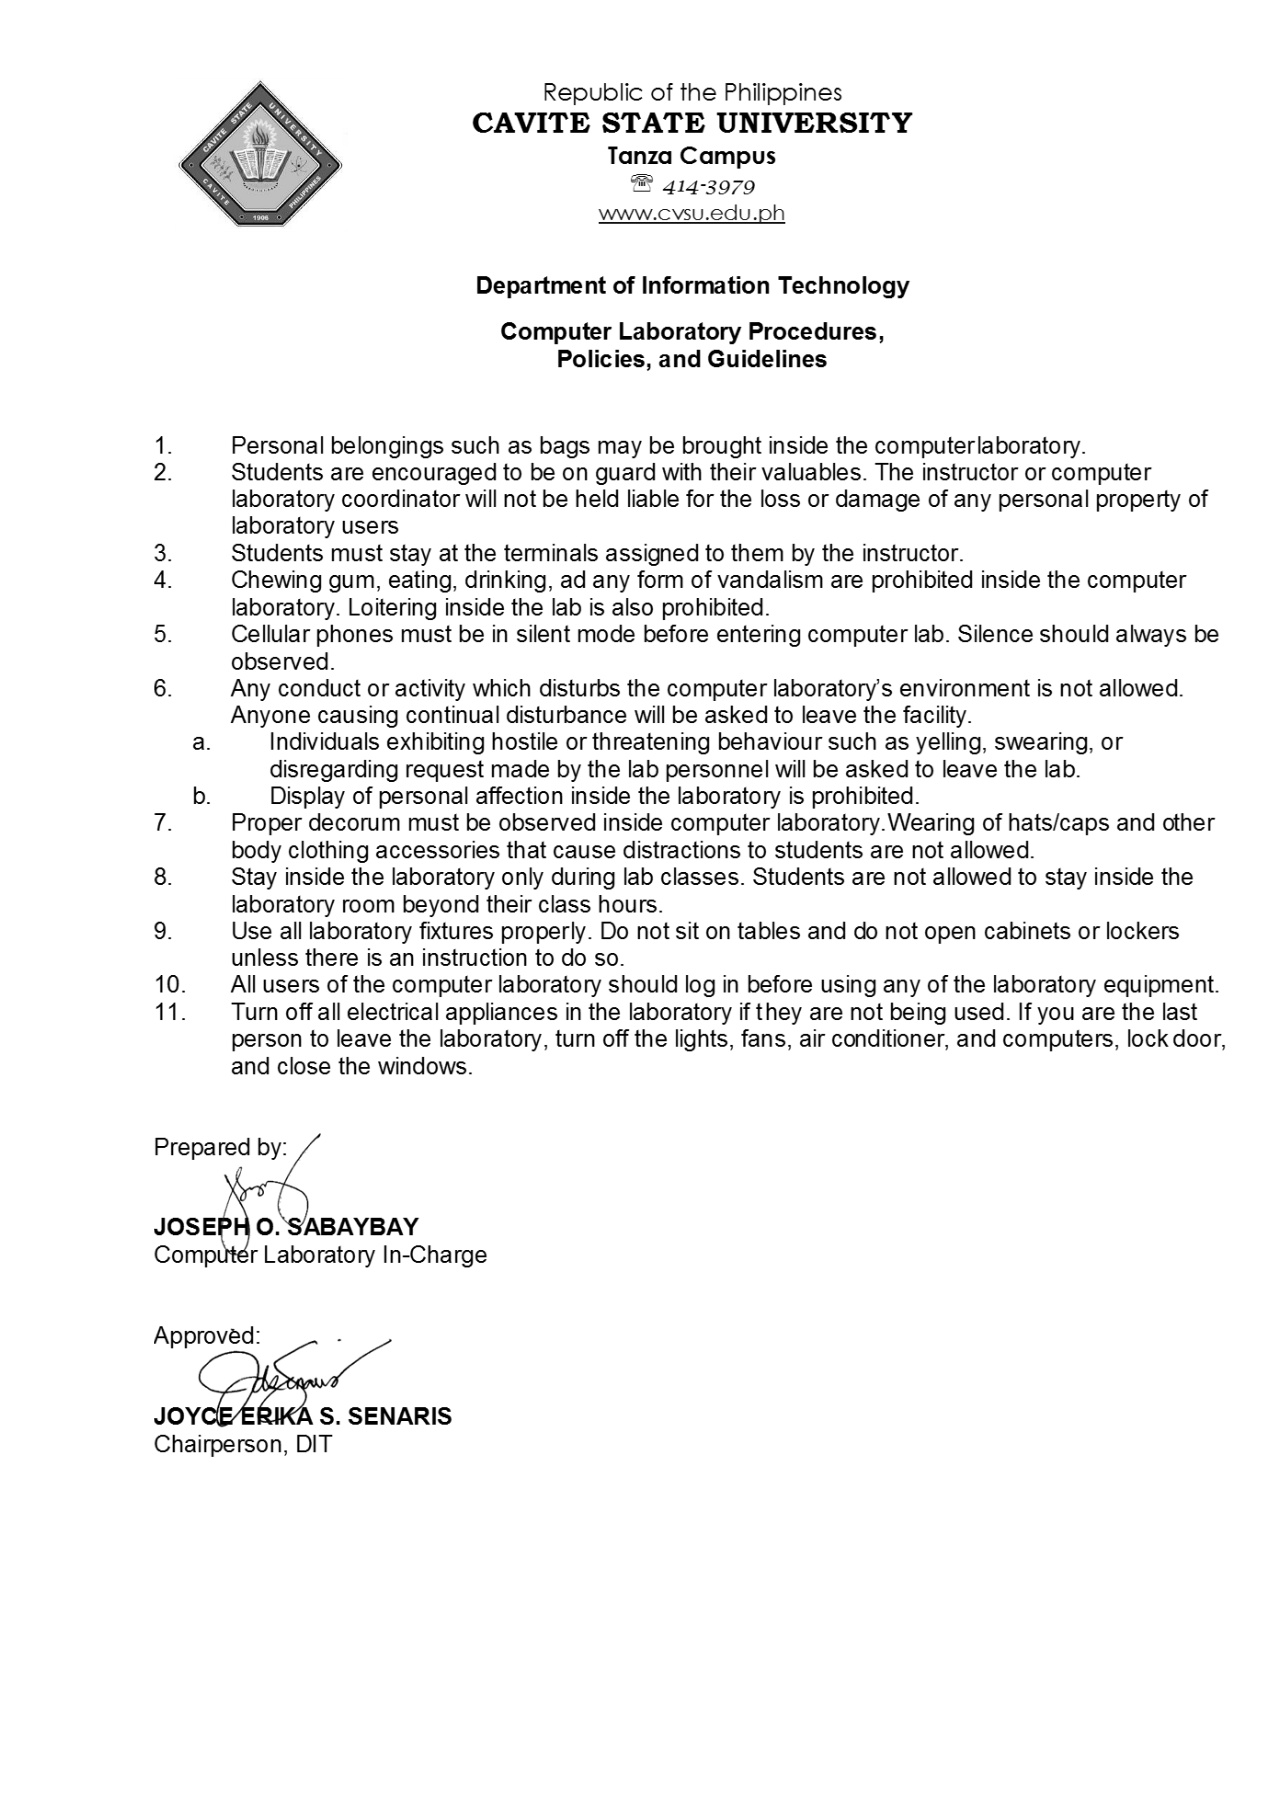 CAVITE STATE UNIVERSITY
CAVITE PHILIPPINES
1906
Republic of the Philippines
CAVITE STATE UNIVERSITY
Tanza Campus
☏ 414-3979
www.cvsu.edu.ph
Department of Information Technology
Computer Laboratory Procedures,
Policies, and Guidelines
1. Personal belongings such as bags may be brought inside the computerlaboratory.
2. Students are encouraged to be on guard with their valuables. The instructor or computer
laboratory coordinator will not be held liable for the loss or damage of any personal property of
laboratory users
3. Students must stay at the terminals assigned to them by the instructor.
4. Chewing gum, eating, drinking, ad any form of vandalism are prohibited inside the computer
laboratory. Loitering inside the lab is also prohibited.
5. Cellular phones must be in silent mode before entering computer lab. Silence should always be
observed.
6. Any conduct or activity which disturbs the computer laboratory’s environment is not allowed.
Anyone causing continual disturbance will be asked to leave the facility.
a. Individuals exhibiting hostile or threatening behaviour such as yelling, swearing, or
disregarding request made by the lab personnel will be asked to leave the lab.
b. Display of personal affection inside the laboratory is prohibited.
7. Proper decorum must be observed inside computer laboratory.Wearing of hats/caps and other
body clothing accessories that cause distractions to students are not allowed.
8. Stay inside the laboratory only during lab classes. Students are not allowed to stay inside the
laboratory room beyond their class hours.
9. Use all laboratory fixtures properly. Do not sit on tables and do not open cabinets or lockers
unless there is an instruction to do so.
10. All users of the computer laboratory should log in before using any of the laboratory equipment.
11. Turn off all electrical appliances in the laboratory if they are not being used. If you are the last
person to leave the laboratory, turn off the lights, fans, air conditioner, and computers, lock door,
and close the windows.
Prepared by:
JOSEPH O. SABAYBAY
Computer Laboratory In-Charge
Approved:
JOYCE ERIKA S. SENARIS
Chairperson, DIT